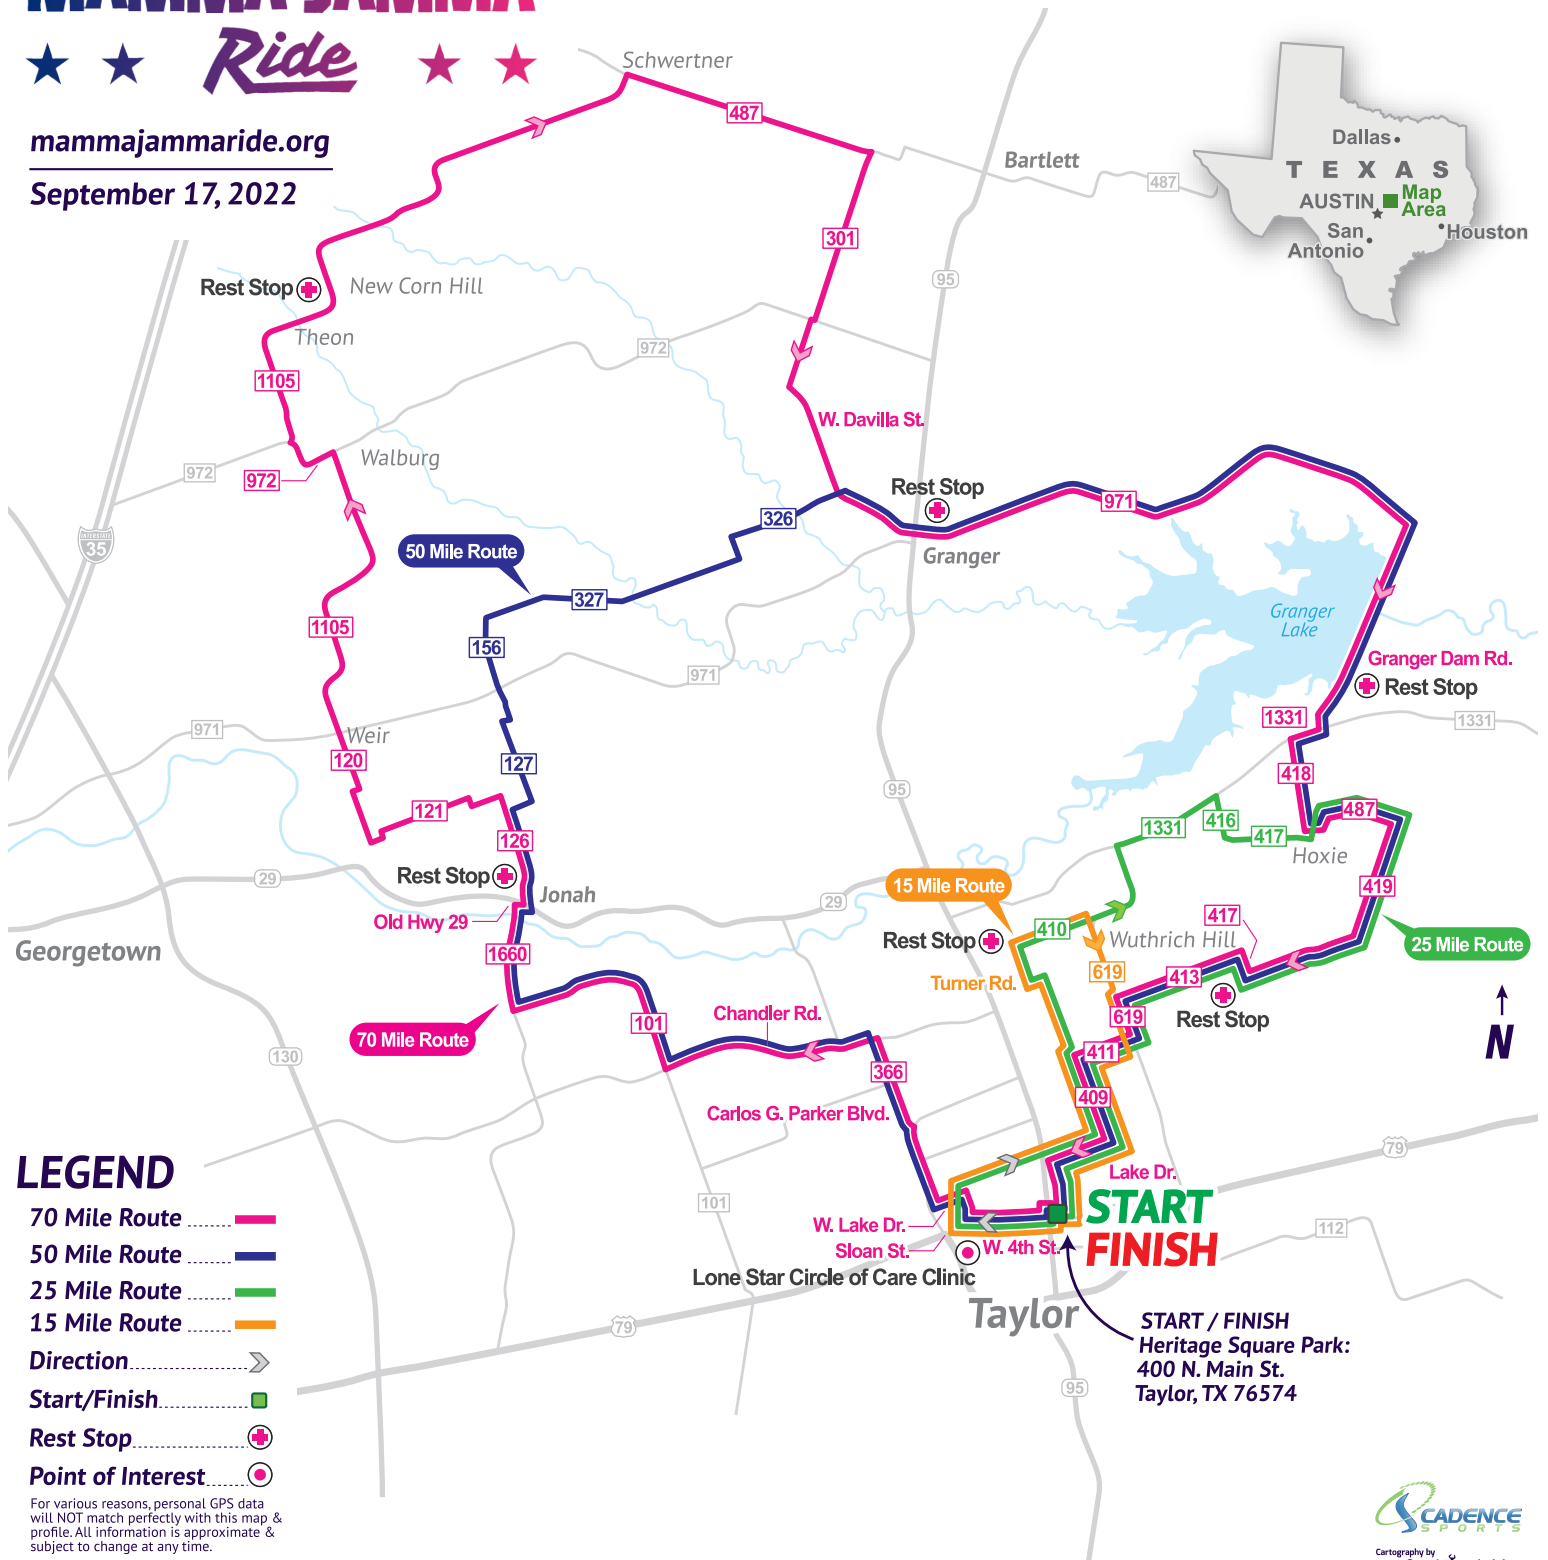 MAMMA JAMMA
Ride
mammajammaride.org
September 17, 2022
Schwertner
487
Bartlett
487
Dallas
TEXAS
AUSTIN
Map
Area
San
Antonio
Houston
301
95
Rest Stop
New Corn Hill
Theon
972
1105
W. Davilla St.
Walburg
972
972
Rest Stop
326
971
INTERSTATE
35
50 Mile Route
Granger
327
Granger
Lake
1105
156
Granger Dam Rd.
Rest Stop
971
971
Weir
1331
1331
120
127
418
95
121
487
126
1331
416
417
Hoxie
Rest Stop
29
Jonah
15 Mile Route
419
29
Old Hwy 29
417
410
Wuthrich Hill
Rest Stop
25 Mile Route
Georgetown
1660
619
413
Turner Rd.
N
Chandler Rd.
101
619
Rest Stop
70 Mile Route
130
411
366
409
Carlos G. Parker Blvd.
79
LEGEND
Lake Dr.
101
START
FINISH
W. Lake Dr.
Sloan St.
W. 4th St.
112
Lone Star Circle of Care Clinic
Taylor
79
START / FINISH
Heritage Square Park:
400 N. Main St.
Taylor, TX 76574
95
70 Mile Route
50 Mile Route
25 Mile Route
15 Mile Route
Direction
Start/Finish
Rest Stop
Point of Interest
For various reasons, personal GPS data
will NOT match perfectly with this map &
profile. All information is approximate &
subject to change at any time.
CADENCE
SPORTS
Cartography by